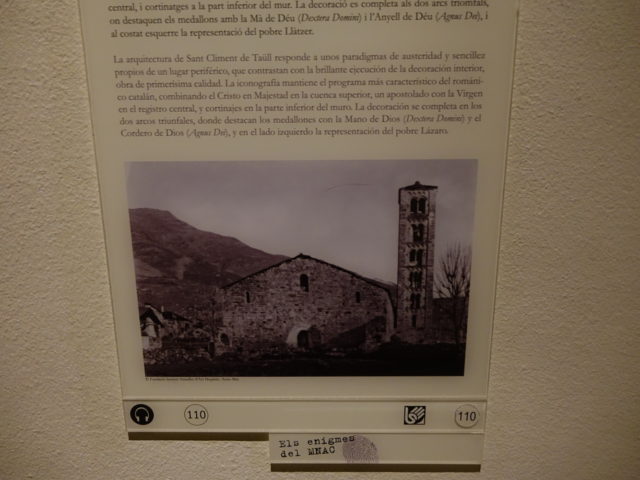 central, i cortinatges a la part inferior del mur. La decoració es completa als dos arcs triomfals,
on destaquen els medallons amb la Mà de Déu (Dextera Domini) i l'Anyell de Déu (Agnus Dei), i
al costat esquerre la representació del pobre Llàtzer.
La arquitectura de Sant Climent de Taüll responde a unos paradigmas de austeridad y sencillez
propios de un lugar periférico, que contrastan con la brillante ejecución de la decoración interior,
obra de primerísima calidad. La iconografía mantiene el programa más característico del románi-
co catalán, combinando el Cristo en Majestad en la cuenca superior, un apostolado con la Virgen
en el registro central, y cortinajes en la parte inferior del muro. La decoración se completa en los
dos arcos triunfales, donde destacan los medallones con la Mano de Dios (Dextera Domini) y el
Cordero de Dios (Agnus Dei), y en el lado izquierdo la representación del pobre Lázaro.
110
110
Els enigmes
del MNAC